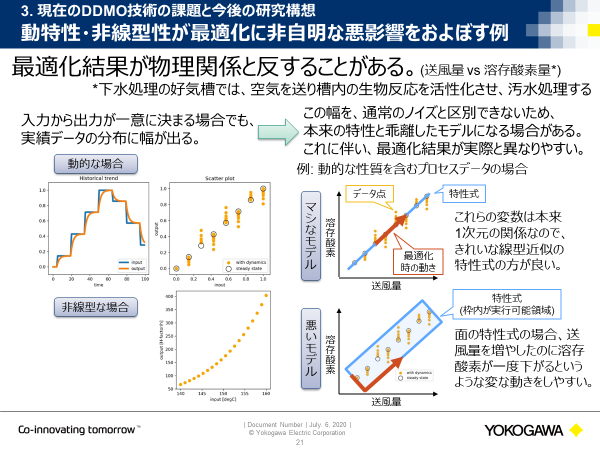 3. 現在のDDMO技術の課題と今後の研究構想
動特性・非線型性が最適化に非自明な悪影響をおよぼす例
最適化結果が物理関係と反することがある。(送風量 vs 溶存酸素量*)
*下水処理の好気槽では、空気を送り槽内の生物反応を活性化させ、汚水処理する
入力から出力が一意に決まる場合でも、
実績データの分布に幅が出る。
この幅を、通常のノイズと区別できないため、
本来の特性と乖離したモデルになる場合がある。
これに伴い、最適化結果が実際と異なりやすい。
動的な場合
Historical trend
1.0
0.8
0.6
0.4
0.2
0.0
input
output
0
20
40
60
80
100
time
Scatter plot
output
1.0
0.8
0.6
0.4
0.2
0.0
with dynamics
steady state
0.0
0.2
0.4
0.6
0.8
1.0
input
非線型な場合
output [M-factor/s]
400
350
300
250
200
150
100
50
140
145
150
155
160
input [degC]
例: 動的な性質を含むプロセスデータの場合
マシなモデル
データ点
特性式
溶存酸素
最適化
時の動き
送風量
これらの変数は本来
1次元の関係なので、
きれいな線型近似の
特性式の方が良い。
悪いモデル
特性式
(枠内が実行可能領域)
溶存酸素
with dynamics
steady state
送風量
面の特性式の場合、送
風量を増やしたのに溶存
酸素が一度下がるという
ような変な動きをしやすい。
Co-innovating tomorrow™
| Document Number | July. 6, 2020 |
© Yokogawa Electric Corporation
21
YOKOGAWA